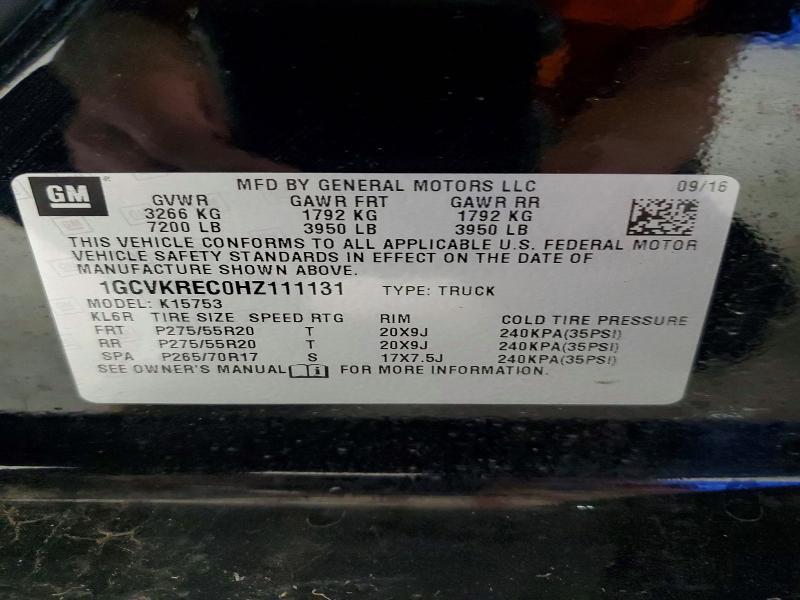 GM
MFD BY GENERAL MOTORS LLC 09/16
GVWR GAWR FRT GAWR RR
3266 KG 1792 KG 1792 KG
7200 LB 3950 LB 3950 LB
THIS VEHICLE CONFORMS TO ALL APPLICABLE U.S. FEDERAL MOTOR
VEHICLE SAFETY STANDARDS IN EFFECT ON THE DATE OF
MANUFACTURE SHOWN ABOVE.
1GCVKREC0HZ111131 TYPE: TRUCK
MODEL: K15753
KL6R TIRE SIZE SPEED RTG RIM COLD TIRE PRESSURE
FRT P275/55R20 T 20X9J 240KPA(35PSI)
RR P275/55R20 T 20X9J 240KPA(35PSI)
SPA P265/70R17 S 17X7.5J 240KPA(35PSI)
SEE OWNER'S MANUAL i FOR MORE INFORMATION.